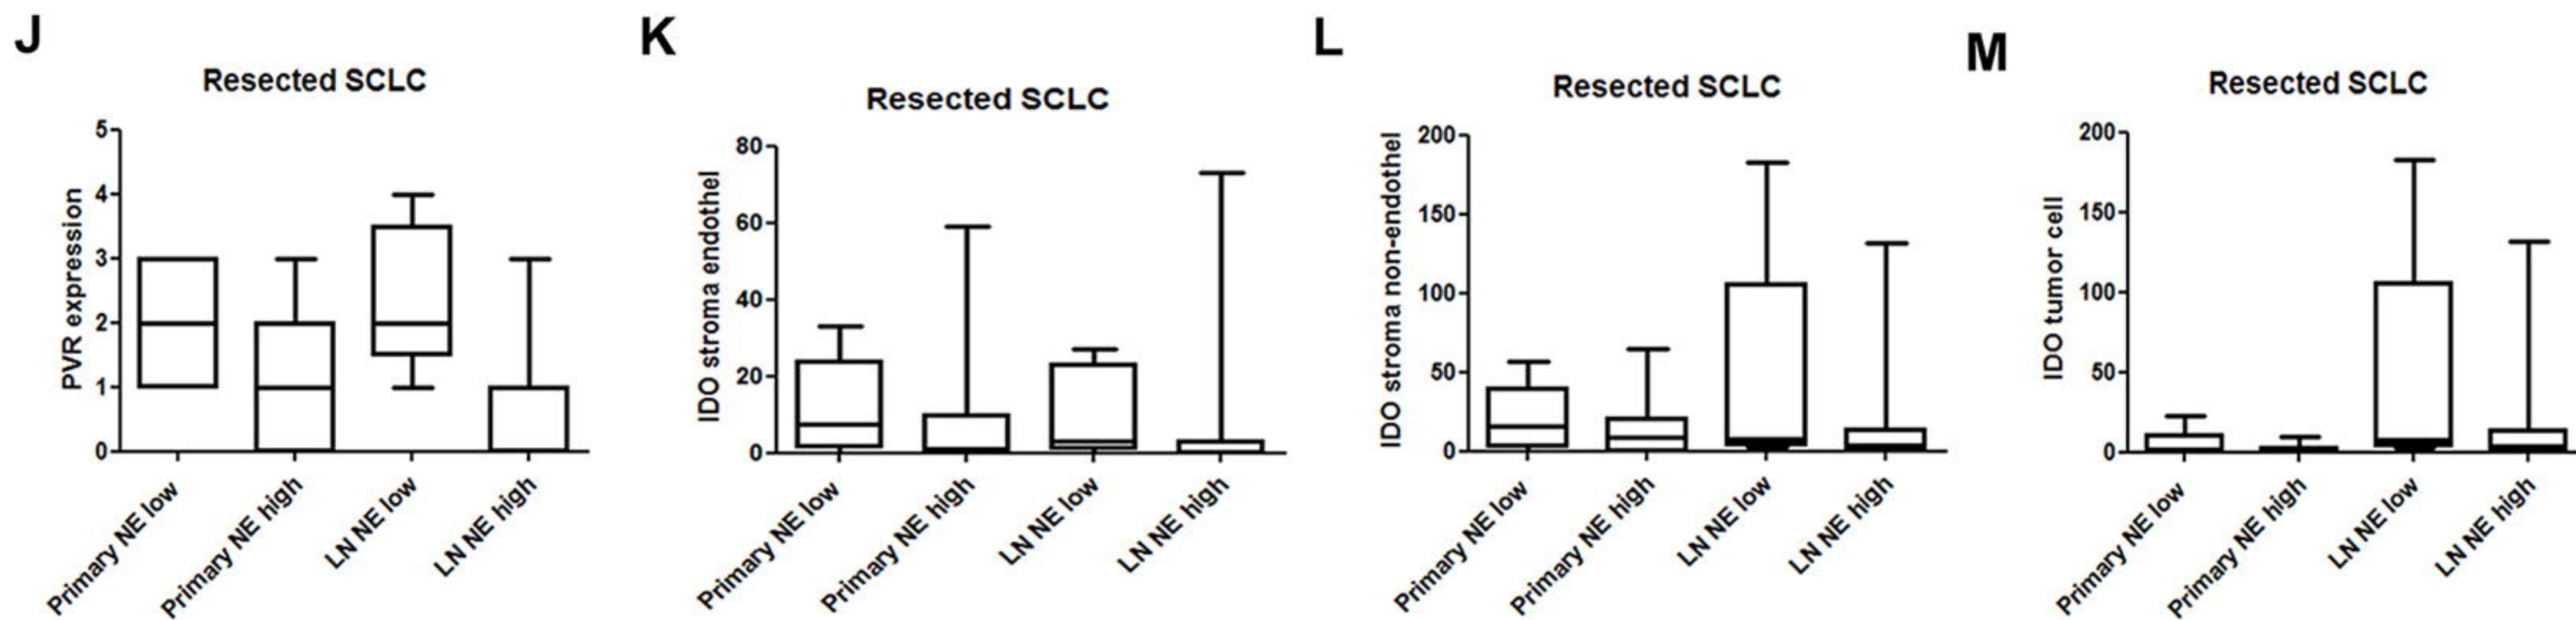 J
Resected SCLC
PVR expression
5
4
3
2
1
0
Primary NE low
Primary NE high
LN NE low
LN NE high
K
Resected SCLC
IDO stroma endothel
80
60
40
20
0
Primary NE low
Primary NE high
LN NE low
LN NE high
L
Resected SCLC
IDO stroma non-endothel
200
150
100
50
0
Primary NE low
Primary NE high
LN NE low
LN NE high
M
Resected SCLC
IDO tumor cell
200
150
100
50
0
Primary NE low
Primary NE high
LN NE low
LN NE high